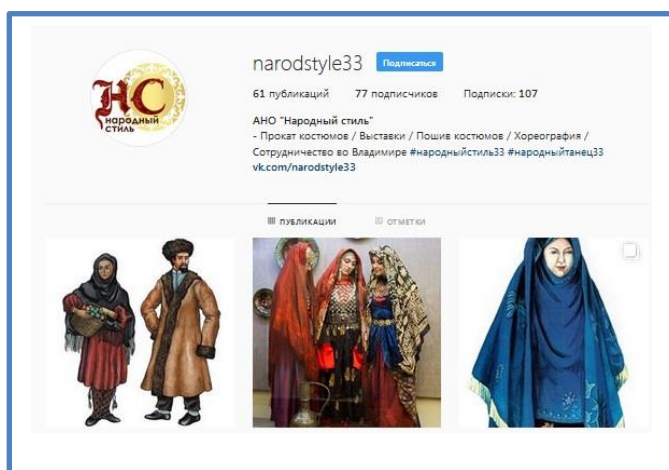 НС
народный
стиль
narodstyle33 Подписаться
61 публикаций 77 подписчиков Подписки: 107
АНО "Народный стиль"
- Прокат костюмов / Выставки / Пошив костюмов / Хореография /
Сотрудничество во Владимире #народныйстиль33 #народныйтанец33
vk.com/narodstyle33
ПУБЛИКАЦИИ ОТМЕТКИ